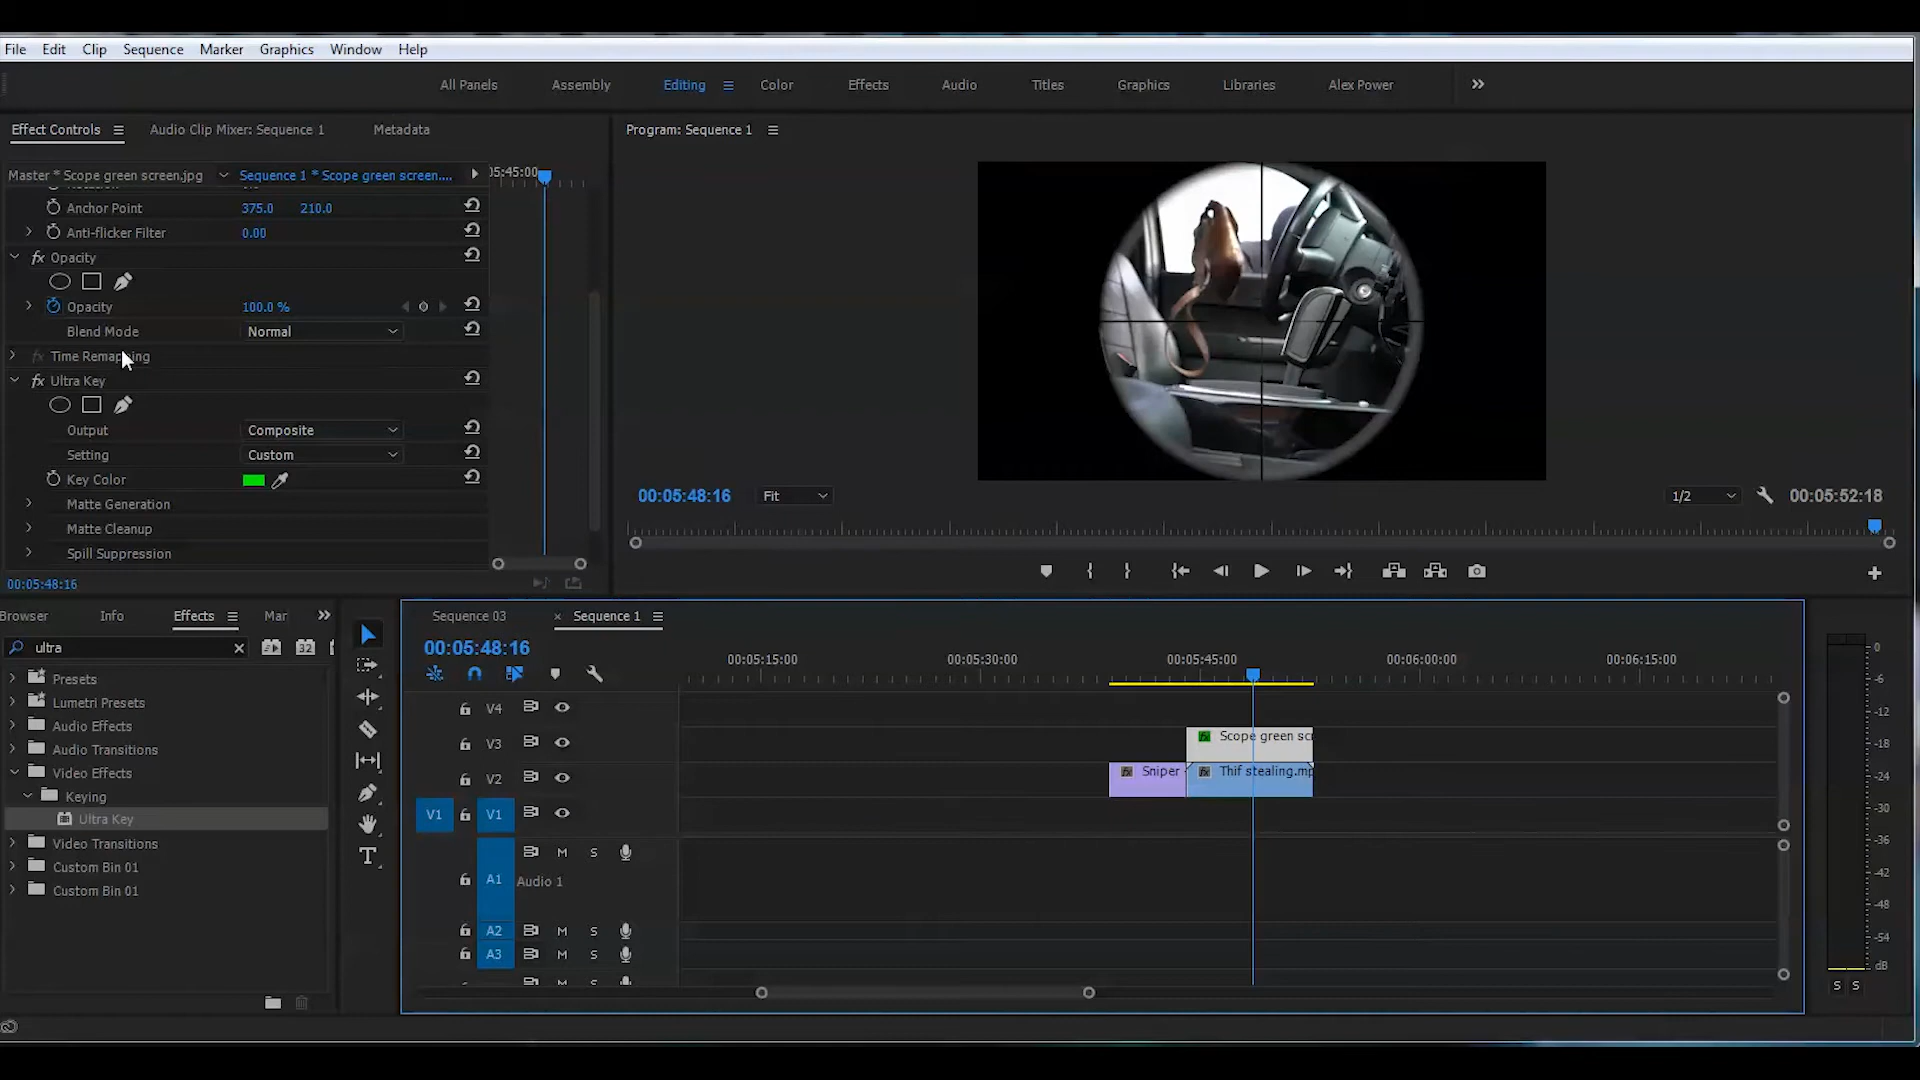 File Edit Clip Sequence Marker Graphics Window Help
All Panels Assembly Editing Color Effects Audio Titles Graphics Libraries Alex Power
Effect Controls Audio Clip Mixer: Sequence 1 Metadata
Master * Scope green screen.jpg Sequence 1 * Scope green screen....
Anchor Point 375.0 210.0
Anti-flicker Filter 0.00
fx Opacity
Opacity 100.0 %
Blend Mode Normal
fx Time Remapping
fx Ultra Key
Output Composite
Setting Custom
Key Color
Matte Generation
Matte Cleanup
Spill Suppression
00:05:48:16
05:45:00
Program: Sequence 1
00:05:48:16 Fit 1/2 00:05:52:18
Browser Info Effects Mar
ultra
32
Presets
Lumetri Presets
Audio Effects
Audio Transitions
Video Effects
Keying
Ultra Key
Video Transitions
Custom Bin 01
Custom Bin 01
Sequence 03 × Sequence 1
00:05:48:16
00:05:15:00 00:05:30:00 00:05:45:00 00:06:00:00 00:06:15:00
V4
V3 fx Scope green scr
V2 fx Sniper fx Thif stealing.mp
V1 V1
M S
A1 Audio 1
A2 M S
A3 M S
M S
0
-6
-12
-18
-24
-30
-36
-42
-48
-54
dB
S S